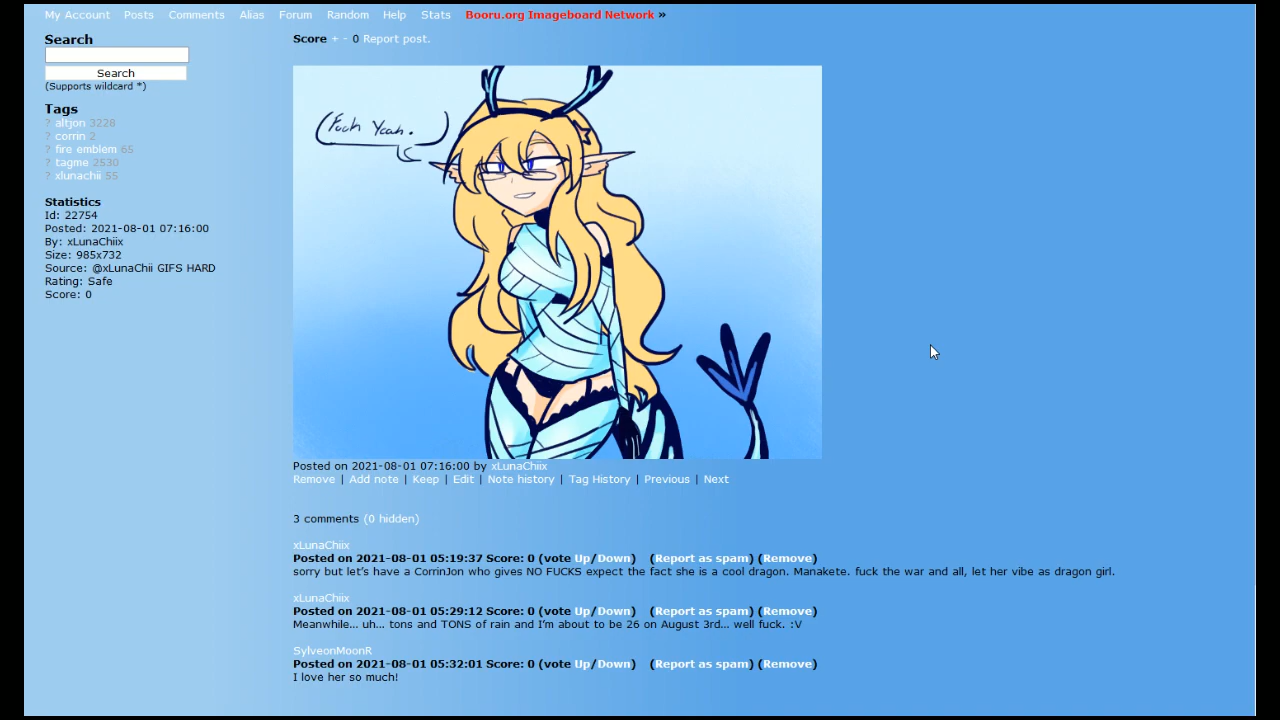 My Account Posts Comments Alias Forum Random Help Stats Booru.org Imageboard Network »
Search
Search
(Supports wildcard *)
Tags
? altjon 3228
? corrin 2
? fire emblem 65
? tagme 2530
? xlunachii 55
Statistics
Id: 22754
Posted: 2021-08-01 07:16:00
By: xLunaChiix
Size: 985x732
Source: @xLunaChii GIFS HARD
Rating: Safe
Score: 0
Score + - 0 Report post.
Fuck Yeah.
Posted on 2021-08-01 07:16:00 by xLunaChiix
Remove | Add note | Keep | Edit | Note history | Tag History | Previous | Next
3 comments (0 hidden)
xLunaChiix
Posted on 2021-08-01 05:19:37 Score: 0 (vote Up/Down) (Report as spam) (Remove)
sorry but let’s have a CorrinJon who gives NO FUCKS expect the fact she is a cool dragon. Manakete. fuck the war and all, let her vibe as dragon girl.
xLunaChiix
Posted on 2021-08-01 05:29:12 Score: 0 (vote Up/Down) (Report as spam) (Remove)
Meanwhile… uh… tons and TONS of rain and I’m about to be 26 on August 3rd… well fuck. :V
SylveonMoonR
Posted on 2021-08-01 05:32:01 Score: 0 (vote Up/Down) (Report as spam) (Remove)
I love her so much!